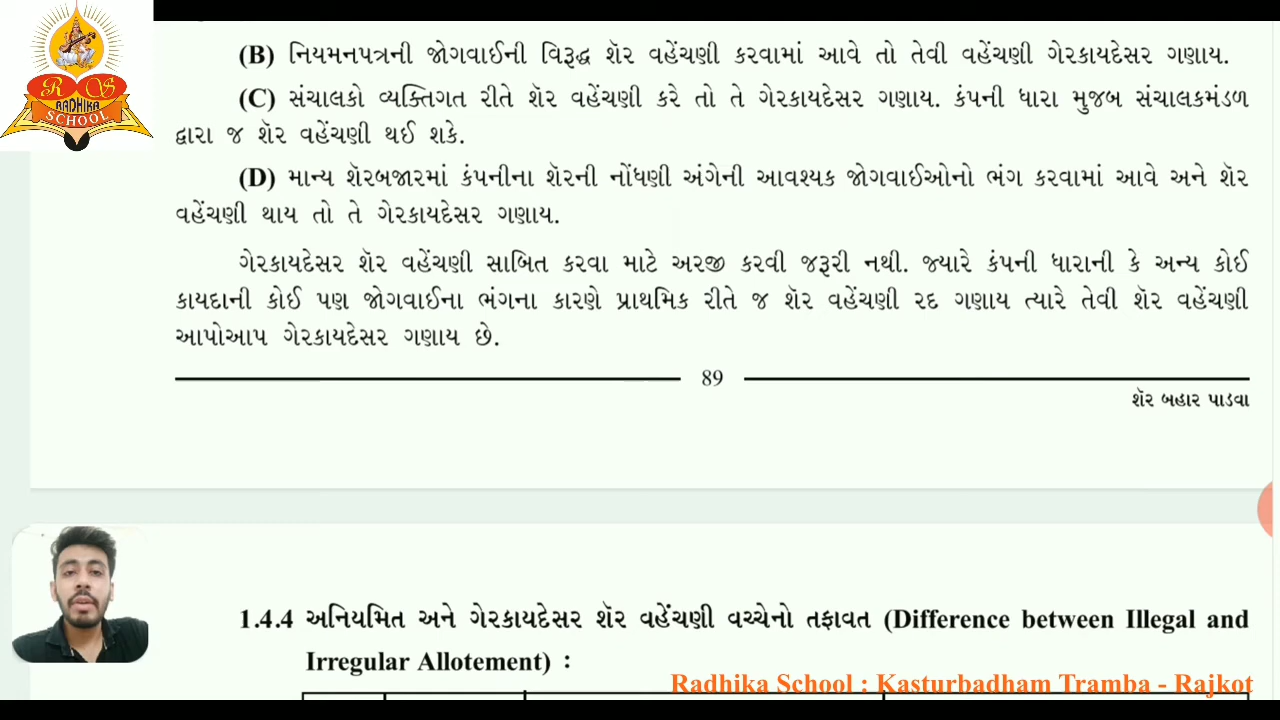 R S
RADHIKA
SCHOOL
(B) નિયમનપત્રની જોગવાઈની વિરૂદ્ધ શૅર વહેંચણી કરવામાં આવે તો તેવી વહેંચણી ગેરકાયદેસર ગણાય.
(C) સંચાલકો વ્યક્તિગત રીતે શૅર વહેંચણી કરે તો તે ગેરકાયદેસર ગણાય. કંપની ધારા મુજબ સંચાલકમંડળ
દ્વારા જ શૅર વહેંચણી થઈ શકે.
(D) માન્ય શૅરબજારમાં કંપનીના શૅરની નોંધણી અંગેની આવશ્યક જોગવાઈઓનો ભંગ કરવામાં આવે અને શૅર
વહેંચણી થાય તો તે ગેરકાયદેસર ગણાય.
ગેરકાયદેસર શૅર વહેંચણી સાબિત કરવા માટે અરજી કરવી જરૂરી નથી. જ્યારે કંપની ધારાની કે અન્ય કોઈ
કાયદાની કોઈ પણ જોગવાઈના ભંગના કારણે પ્રાથમિક રીતે જ શૅર વહેંચણી રદ ગણાય ત્યારે તેવી શૅર વહેંચણી
આપોઆપ ગેરકાયદેસર ગણાય છે.
89
શૅર બહાર પાડવા
1.4.4 અનિયમિત અને ગેરકાયદેસર શૅર વહેંચણી વચ્ચેનો તફાવત (Difference between Illegal and
Irregular Allotement) :
Radhika School : Kasturbadham Tramba - Rajkot